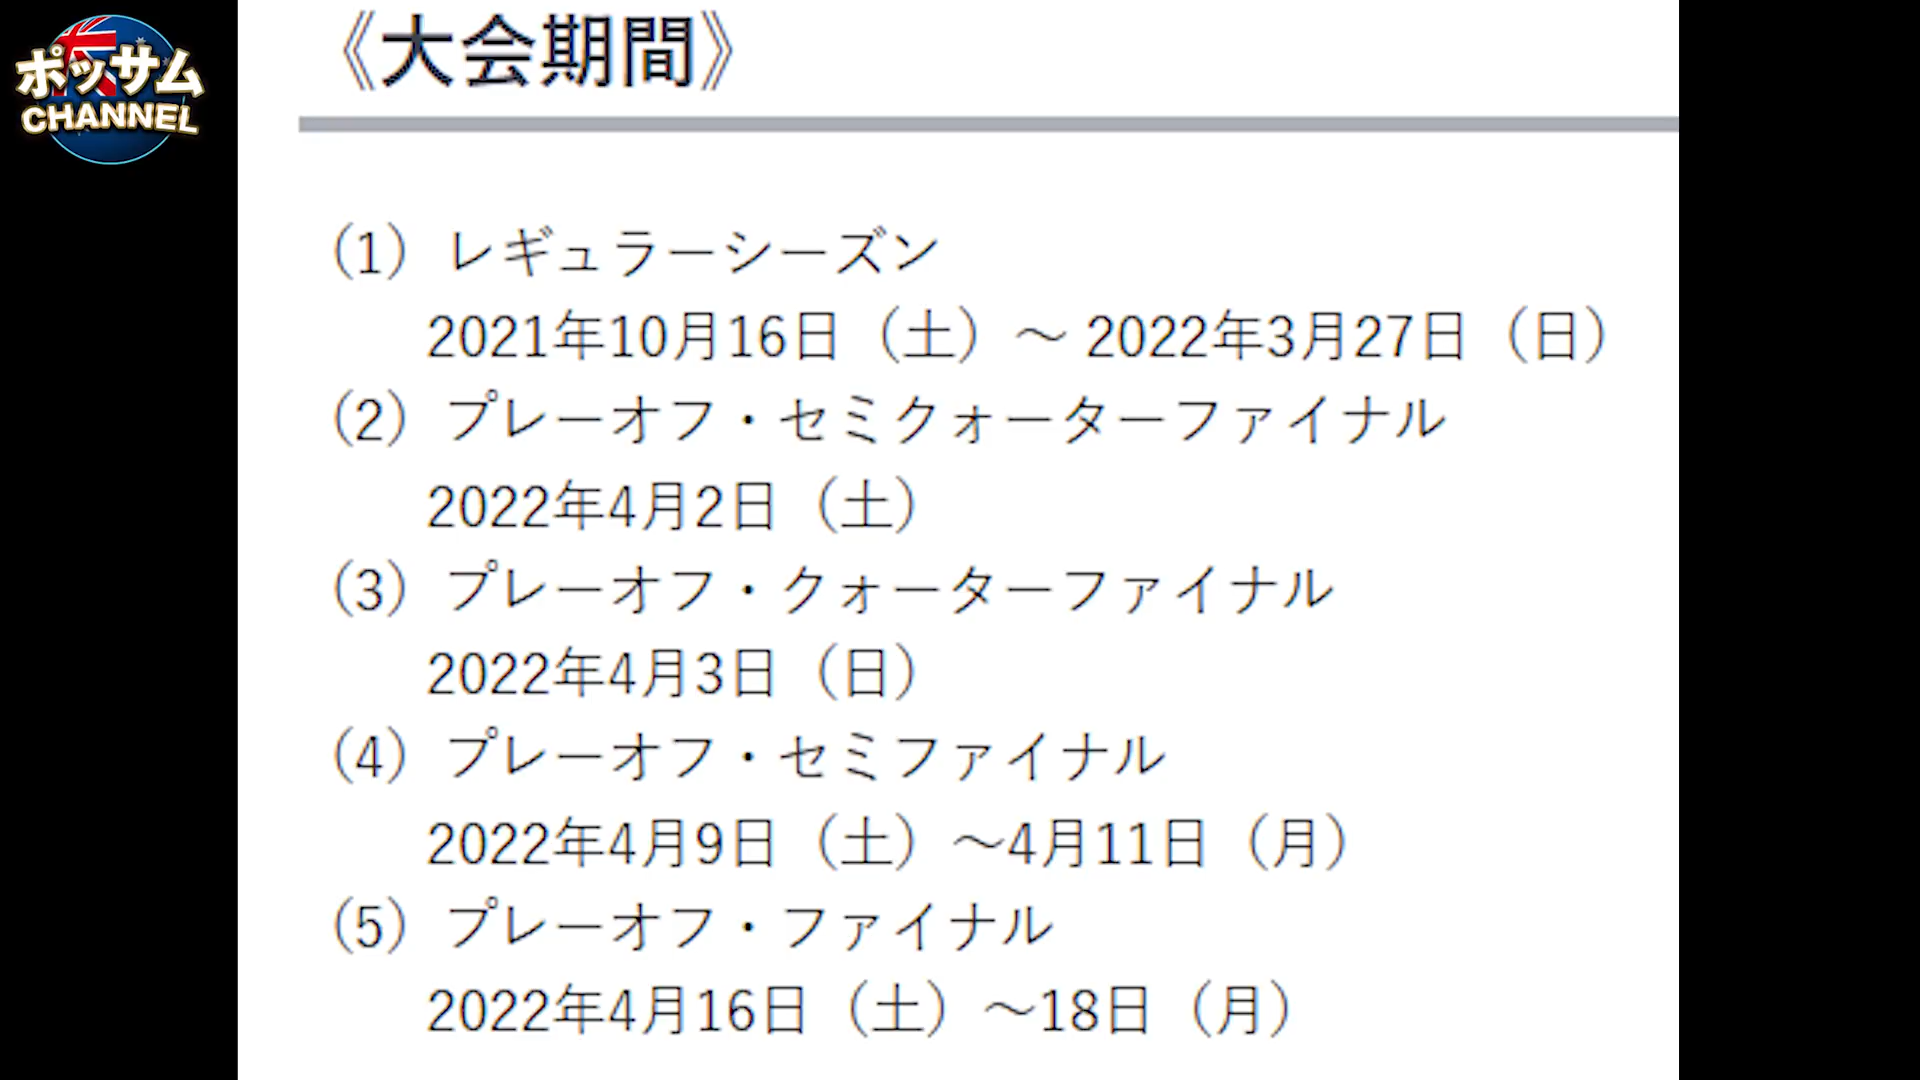 ポッサム
CHANNEL
《大会期間》
（1）レギュラーシーズン
2021年10月16日（土）～ 2022年3月27日（日）
（2）プレーオフ・セミクォーターファイナル
2022年4月2日（土）
（3）プレーオフ・クォーターファイナル
2022年4月3日（日）
（4）プレーオフ・セミファイナル
2022年4月9日（土）～4月11日（月）
（5）プレーオフ・ファイナル
2022年4月16日（土）～18日（月）